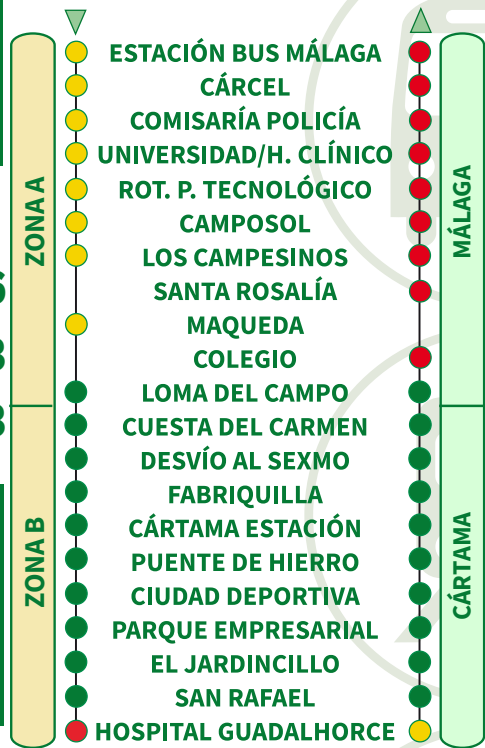 ESTACIÓN BUS MÁLAGA
CÁRCEL
COMISARÍA POLICÍA
UNIVERSIDAD/H. CLÍNICO
ROT. P. TECNOLÓGICO
CAMPOSOL
LOS CAMPESINOS
SANTA ROSALÍA
MAQUEDA
COLEGIO
LOMA DEL CAMPO
CUESTA DEL CARMEN
DESVÍO AL SEXMO
FABRIQUILLA
CÁRTAMA ESTACIÓN
PUENTE DE HIERRO
CIUDAD DEPORTIVA
PARQUE EMPRESARIAL
EL JARDINCILLO
SAN RAFAEL
HOSPITAL GUADALHORCE
ZONA A
ZONA B
MÁLAGA
CÁRTAMA